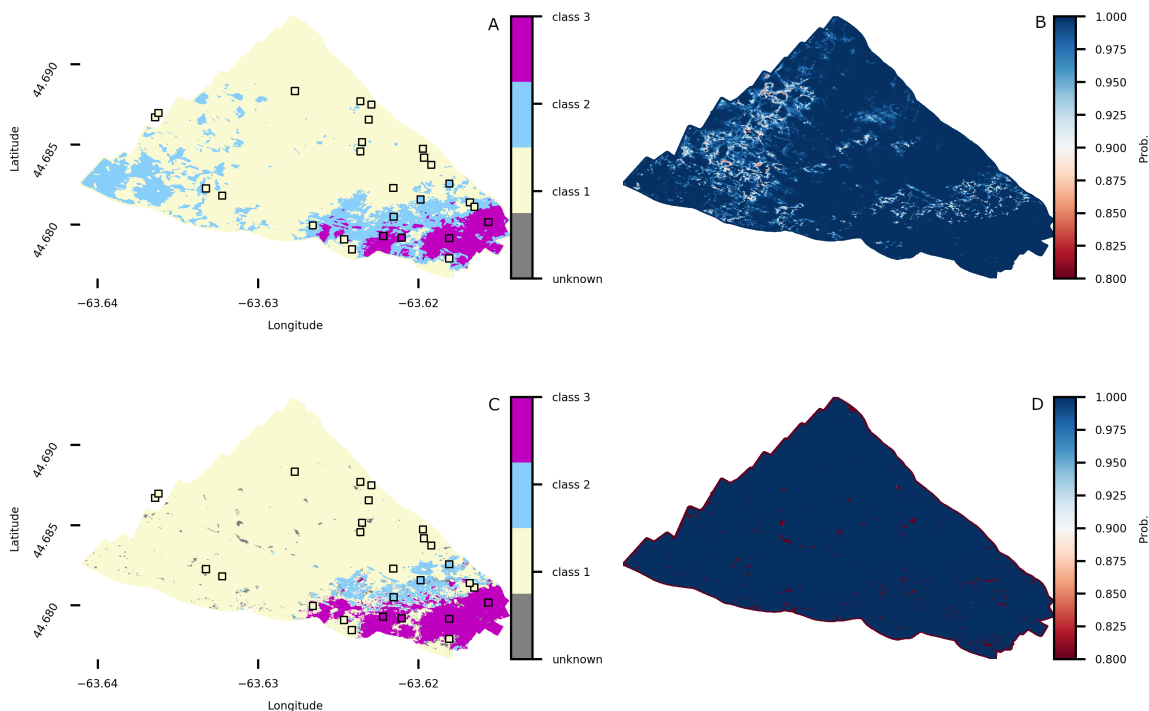 A
class 3
class 2
class 1
unknown
44.690
44.685
44.680
Latitude
−63.64
−63.63
−63.62
Longitude
B
1.000
0.975
0.950
0.925
0.900
0.875
0.850
0.825
0.800
Prob.
C
class 3
class 2
class 1
unknown
44.690
44.685
44.680
Latitude
−63.64
−63.63
−63.62
Longitude
D
1.000
0.975
0.950
0.925
0.900
0.875
0.850
0.825
0.800
Prob.